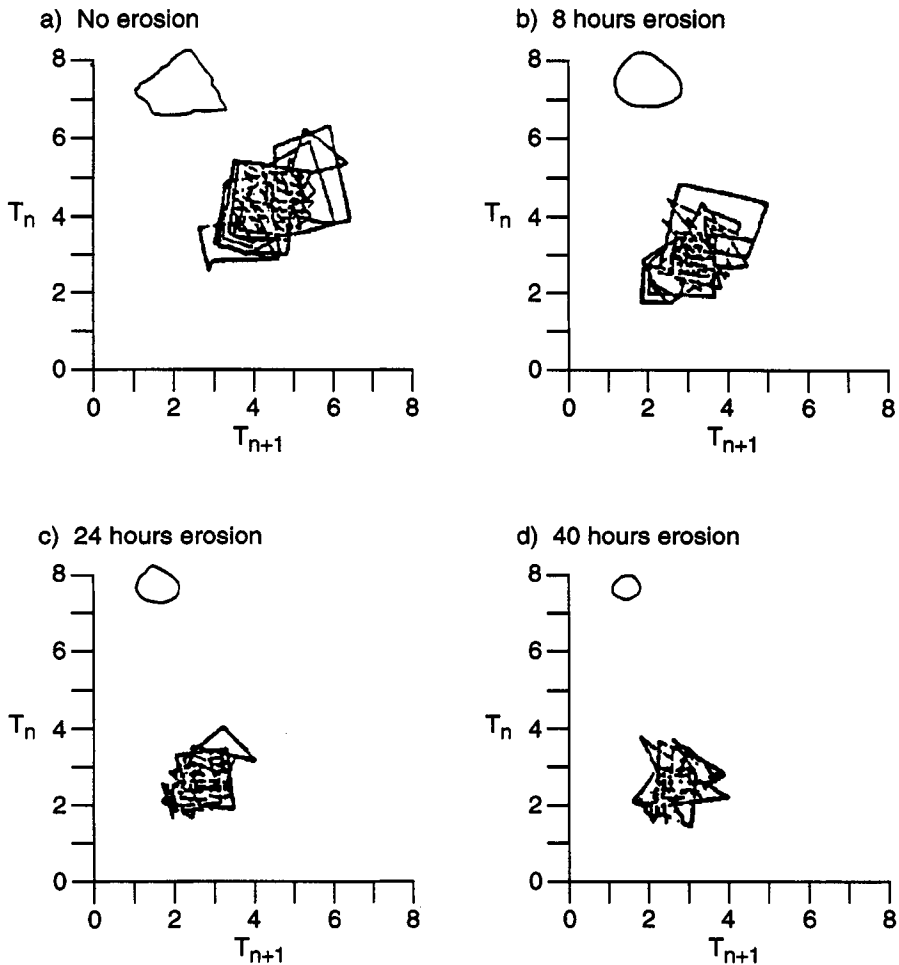 a) No erosion
8
6
T_n 4
2
0
0 2 4 6 8
T_{n+1}
b) 8 hours erosion
8
6
T_n 4
2
0
0 2 4 6 8
T_{n+1}
c) 24 hours erosion
8
6
T_n 4
2
0
0 2 4 6 8
T_{n+1}
d) 40 hours erosion
8
6
T_n 4
2
0
0 2 4 6 8
T_{n+1}